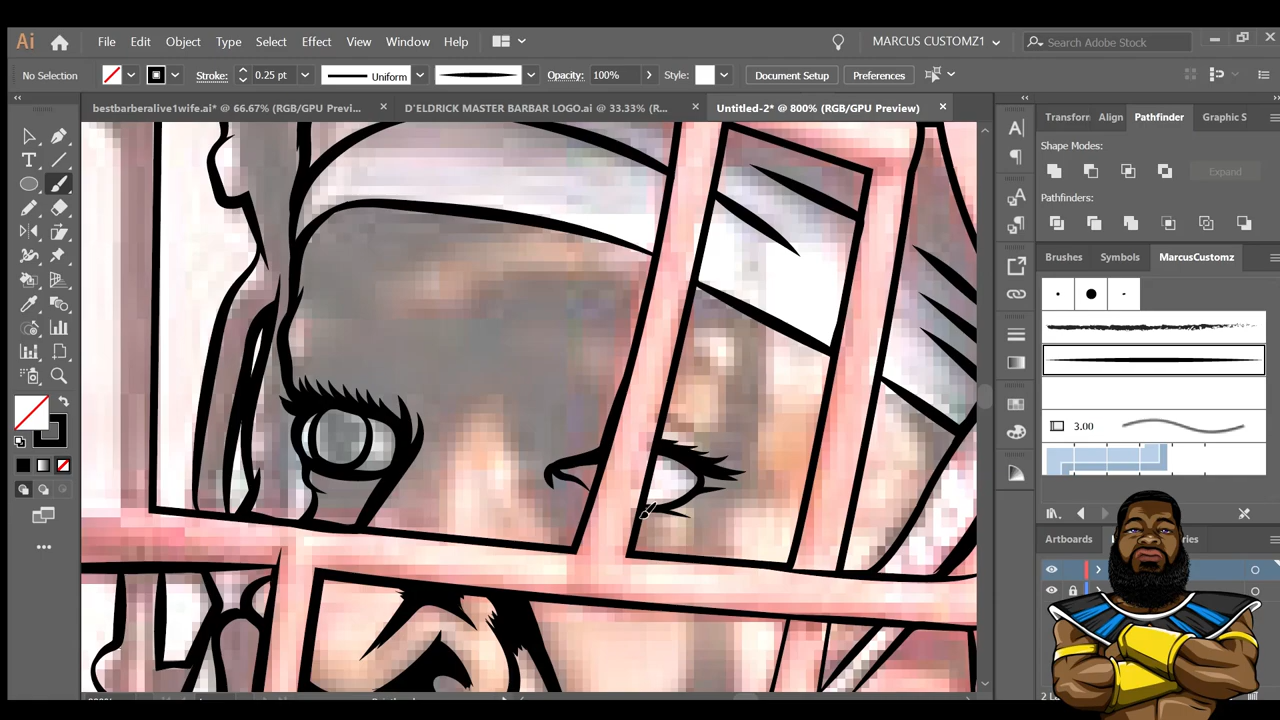 Ai File Edit Object Type Select Effect View Window Help MARCUS CUSTOMZ1 Search Adobe Stock
No Selection Stroke: 0.25 pt Uniform Opacity: 100% Style: Document Setup Preferences
bestbarberalive1wife.ai* @ 66.67% (RGB/GPU Previ... × D'ELDRICK MASTER BARBAR LOGO.ai @ 33.33% (R... × Untitled-2* @ 800% (RGB/GPU Preview) ×
Transforn Align Pathfinder Graphic S
Shape Modes:
Expand
Pathfinders:
Brushes Symbols MarcusCustomz
3.00
Artboards